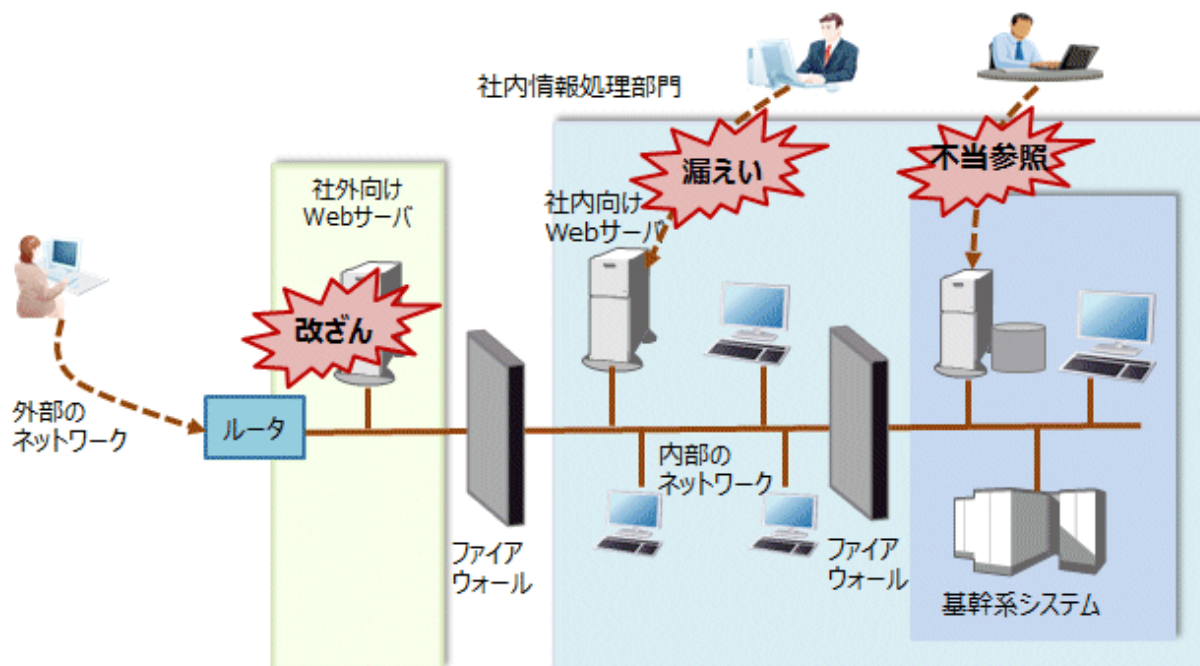 社内情報処理部門
漏えい
不当参照
社外向け
Webサーバ
社内向け
Webサーバ
改ざん
外部の
ネットワーク
ルータ
内部の
ネットワーク
ファイア
ウォール
ファイア
ウォール
基幹系システム